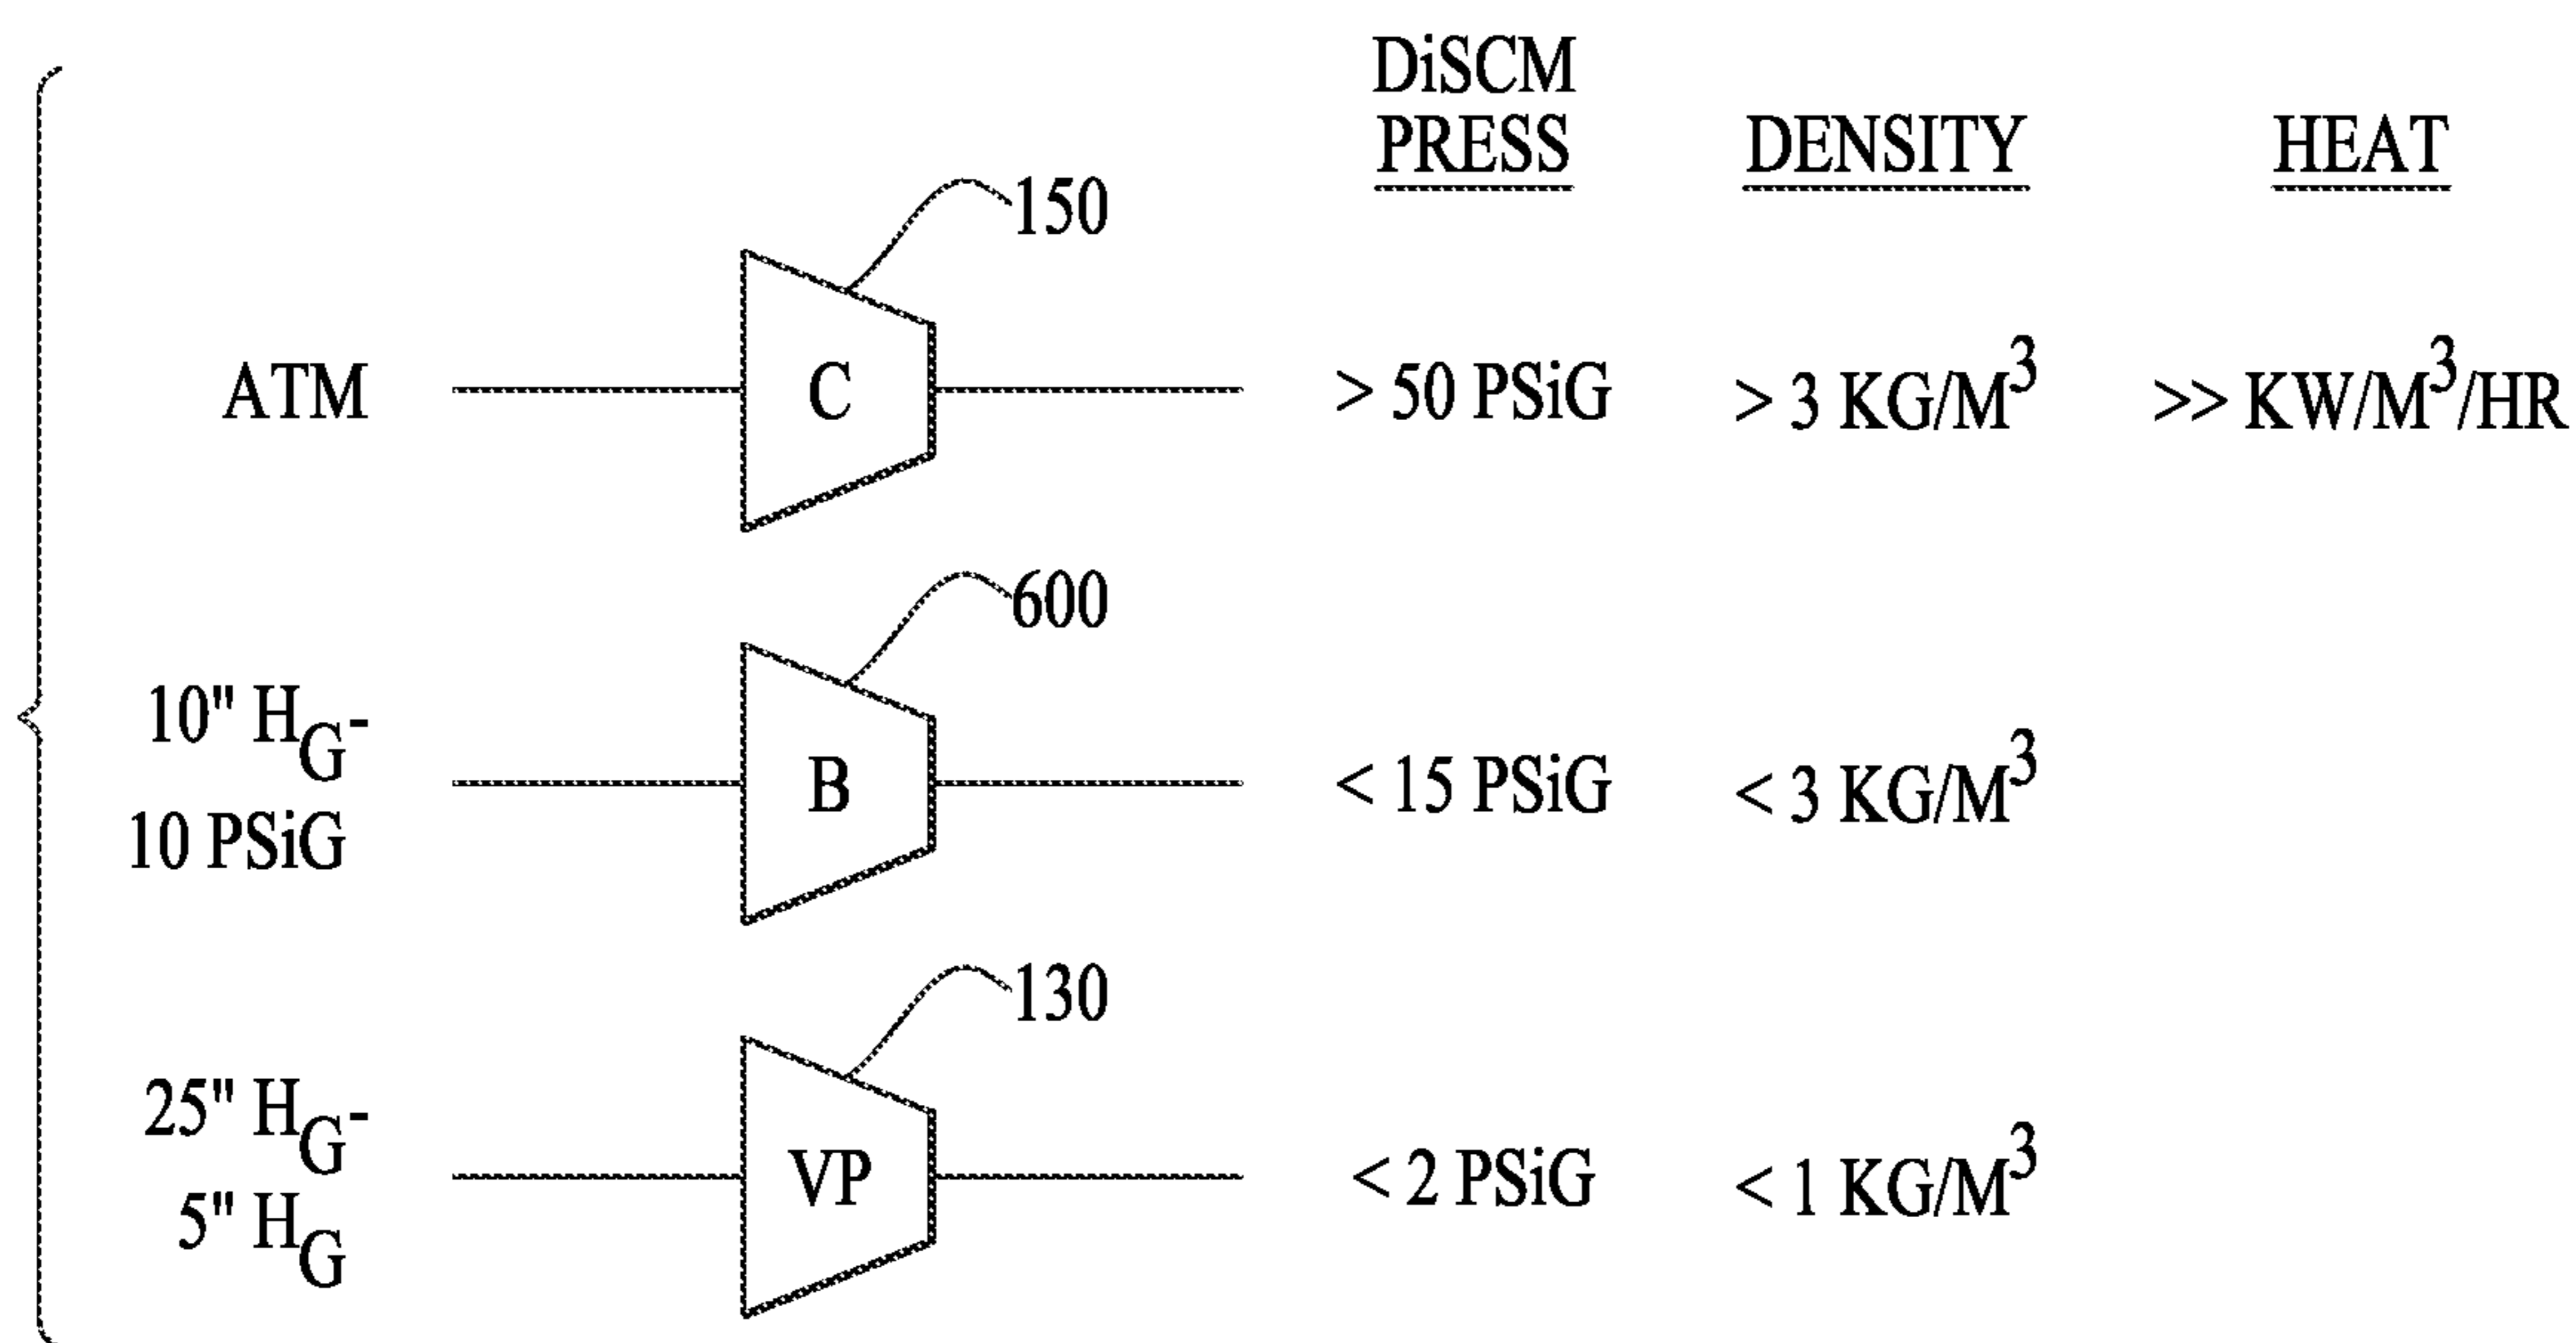 DiSCM
PRESS DENSITY HEAT
150
ATM C > 50 PSiG > 3 KG/M³ >> KW/M³/HR
600
10" HG-
10 PSiG B < 15 PSiG < 3 KG/M³
130
25" HG-
5" HG VP < 2 PSiG < 1 KG/M³